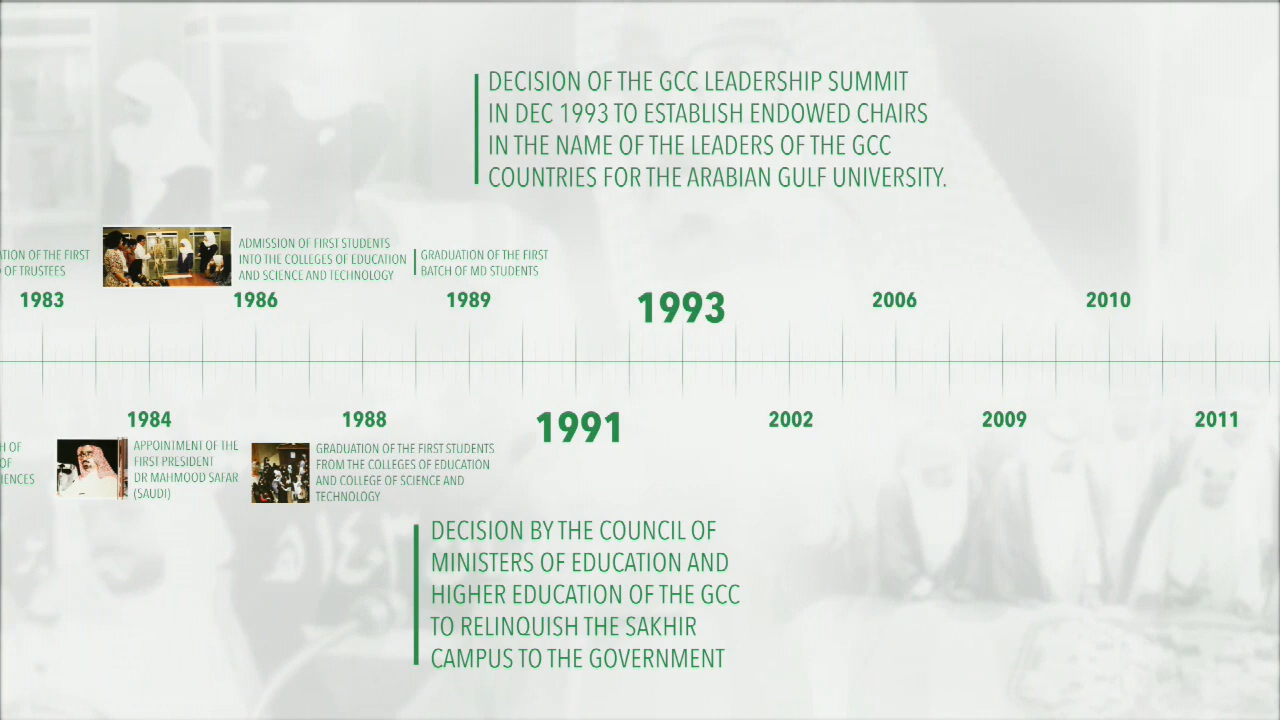 DECISION OF THE GCC LEADERSHIP SUMMIT
IN DEC 1993 TO ESTABLISH ENDOWED CHAIRS
IN THE NAME OF THE LEADERS OF THE GCC
COUNTRIES FOR THE ARABIAN GULF UNIVERSITY.
OF THE FIRST
OF TRUSTEES
ADMISSION OF FIRST STUDENTS
INTO THE COLLEGES OF EDUCATION
AND SCIENCE AND TECHNOLOGY
GRADUATION OF THE FIRST
BATCH OF MD STUDENTS
1983
1986
1989
1993
2006
2010
1984
1988
1991
2002
2009
2011
OF
OF
APPOINTMENT OF THE
FIRST PRESIDENT
DR MAHMOOD SAFAR
(SAUDI)
GRADUATION OF THE FIRST STUDENTS
FROM THE COLLEGES OF EDUCATION
AND COLLEGE OF SCIENCE AND
TECHNOLOGY
DECISION BY THE COUNCIL OF
MINISTERS OF EDUCATION AND
HIGHER EDUCATION OF THE GCC
TO RELINQUISH THE SAKHIR
CAMPUS TO THE GOVERNMENT